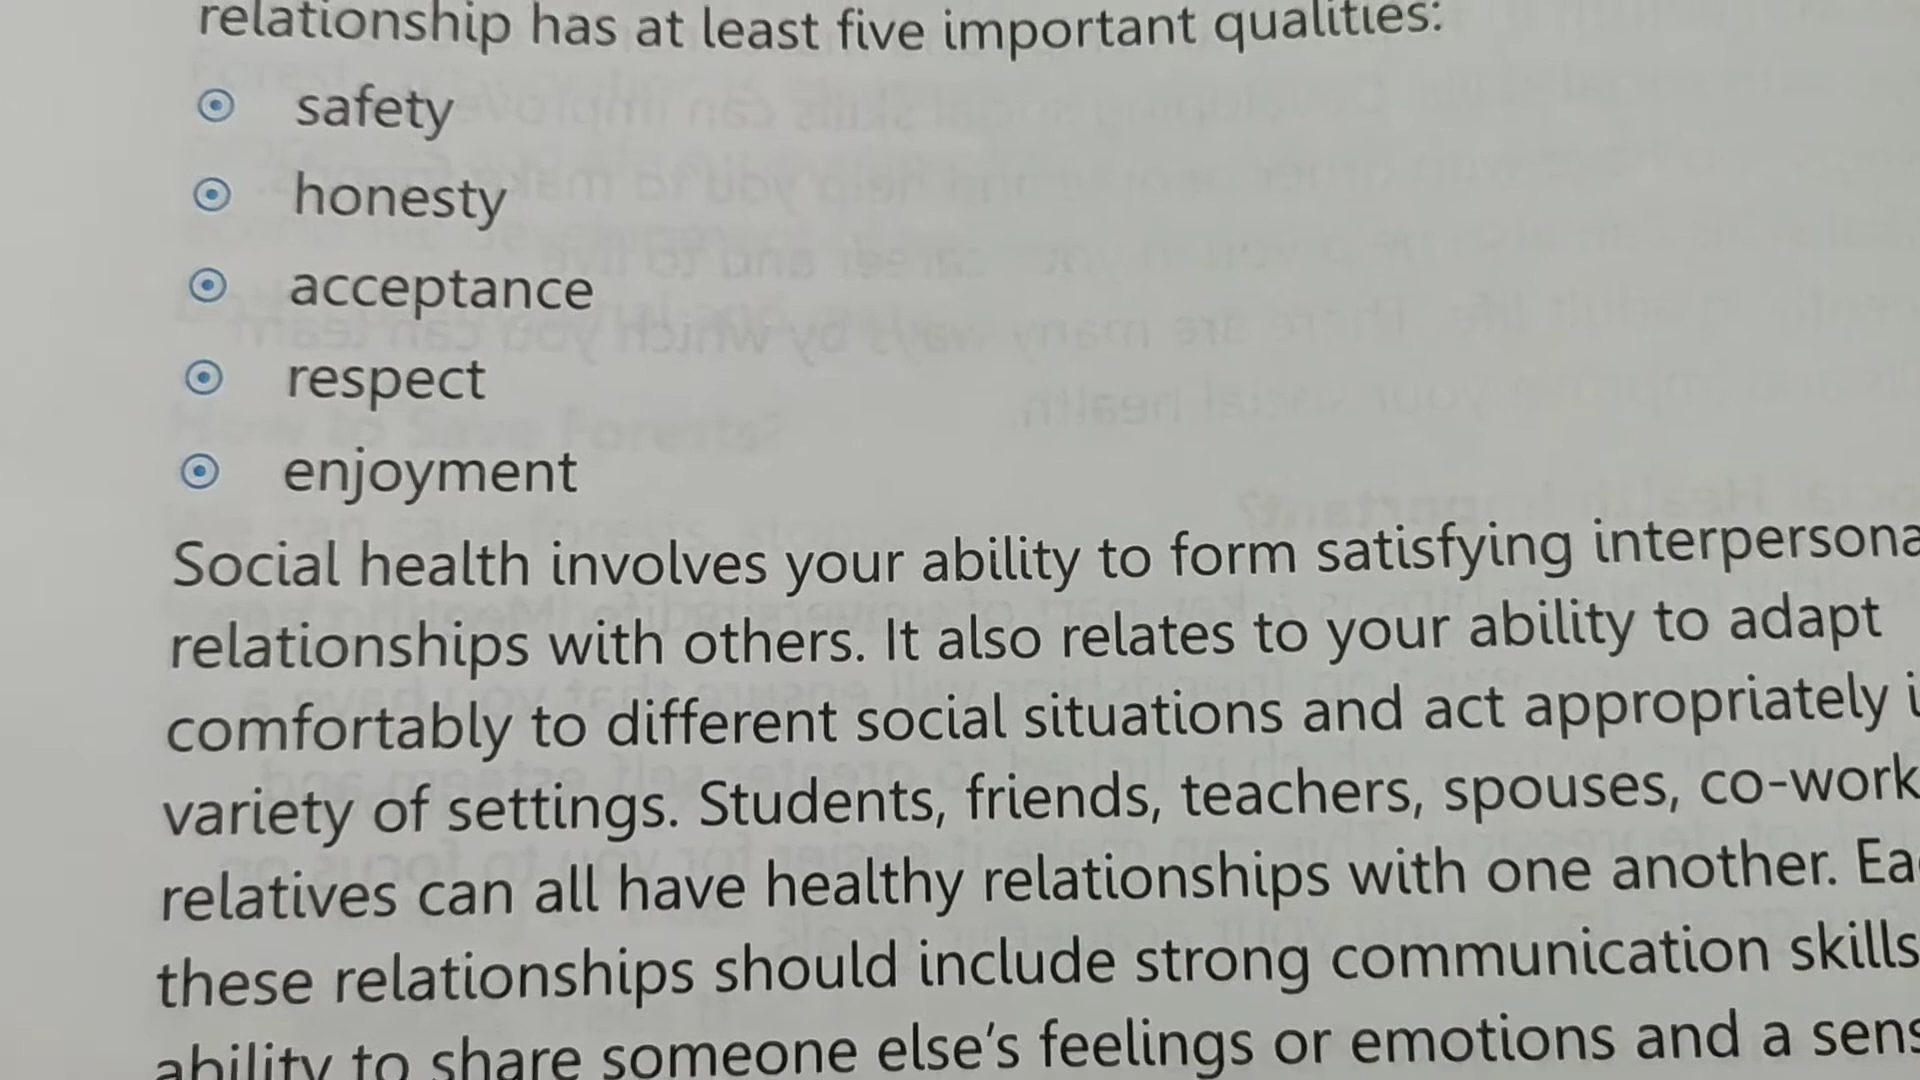 relationship has at least five important qualities:
safety
honesty
acceptance
respect
enjoyment
Social health involves your ability to form satisfying interpersona
relationships with others. It also relates to your ability to adapt
comfortably to different social situations and act appropriately i
variety of settings. Students, friends, teachers, spouses, co-work
relatives can all have healthy relationships with one another. Ea
these relationships should include strong communication skills
ability to share someone else's feelings or emotions and a sens